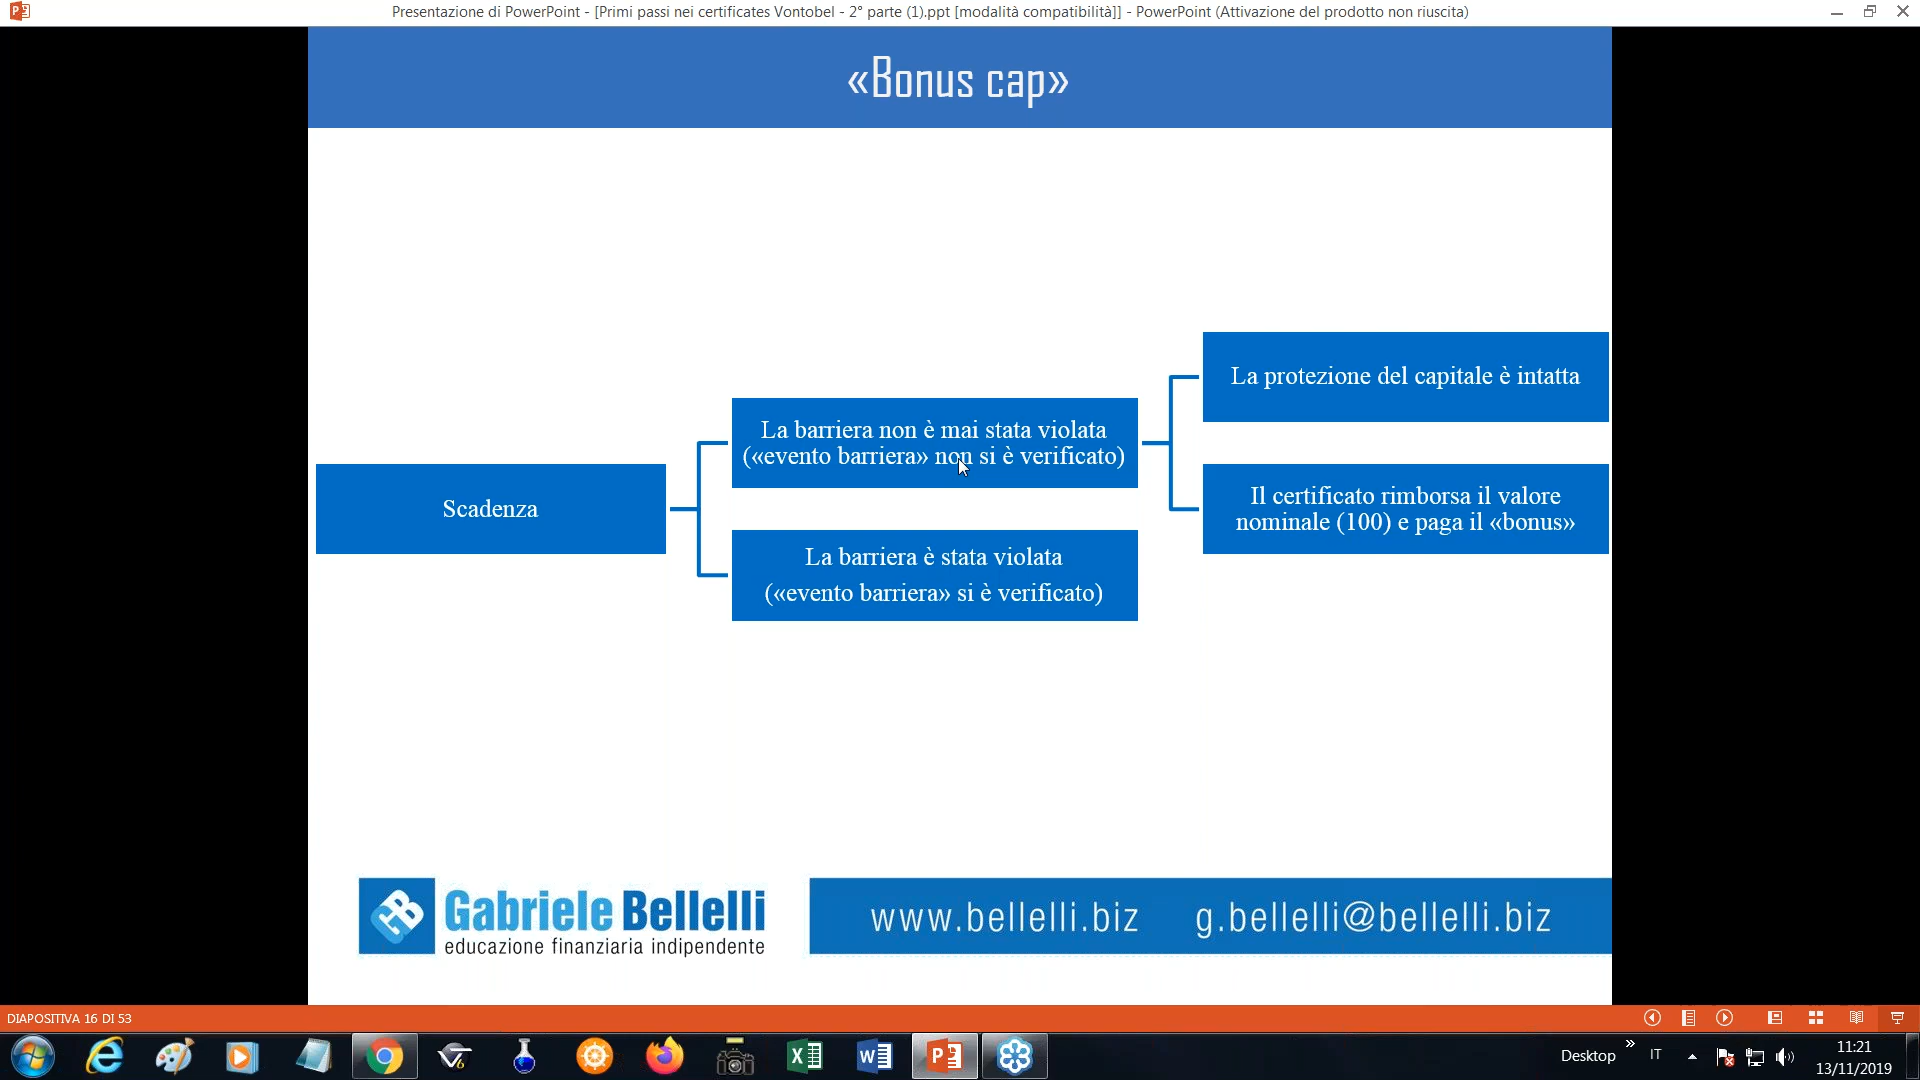 Presentazione di PowerPoint - [Primi passi nei certificates Vontobel - 2° parte (1).ppt [modalità compatibilità]] - PowerPoint (Attivazione del prodotto non riuscita)
«Bonus cap»
La protezione del capitale è intatta
La barriera non è mai stata violata
(«evento barriera» non si è verificato)
Scadenza
Il certificato rimborsa il valore
nominale (100) e paga il «bonus»
La barriera è stata violata
(«evento barriera» si è verificato)
Gabriele Bellelli
educazione finanziaria indipendente
www.bellelli.biz g.bellelli@bellelli.biz
DIAPOSITIVA 16 DI 53
Desktop
IT
11:21
13/11/2019